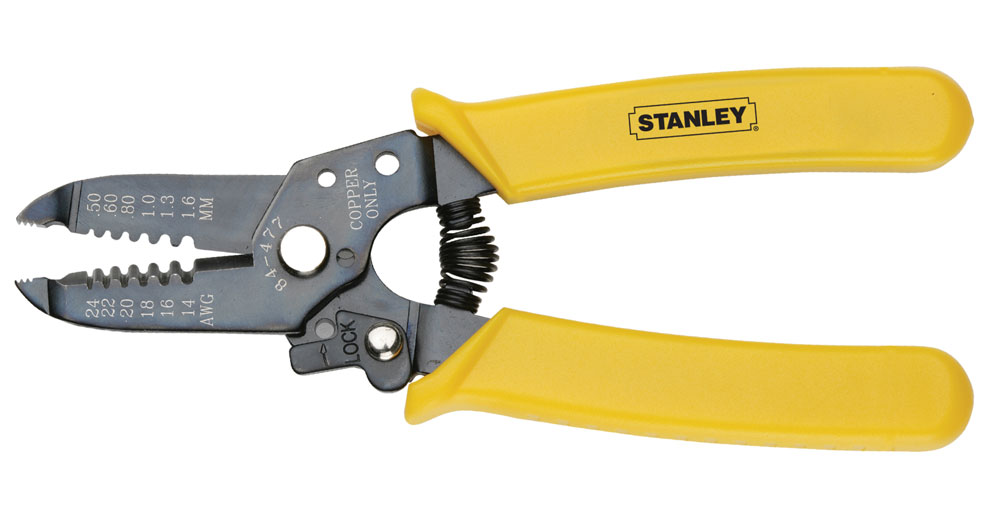 STANLEY
®
.50
.60
.80
1.0
1.3
1.6
MM
COPPER
ONLY
84-477
24
22
20
18
16
14
AWG
LOCK